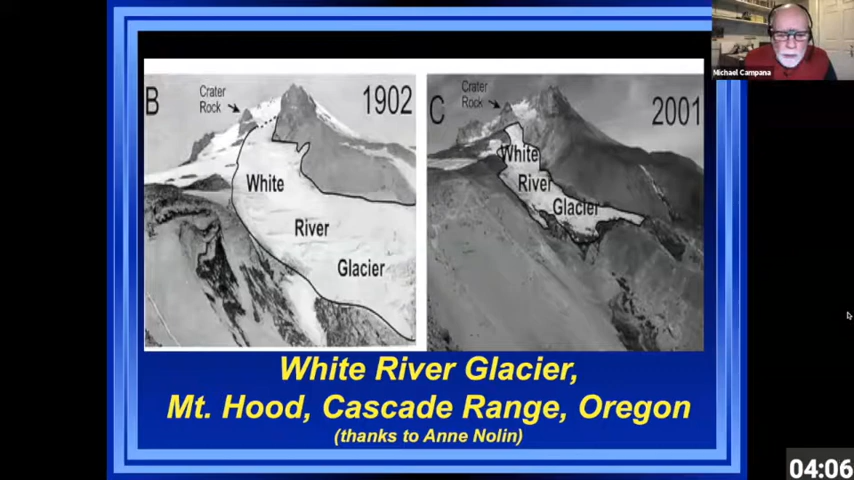 Michael Campana
B
Crater
Rock
1902
White
River
Glacier
C
Crater
Rock
2001
White
River
Glacier
White River Glacier,
Mt. Hood, Cascade Range, Oregon
(thanks to Anne Nolin)
04:06